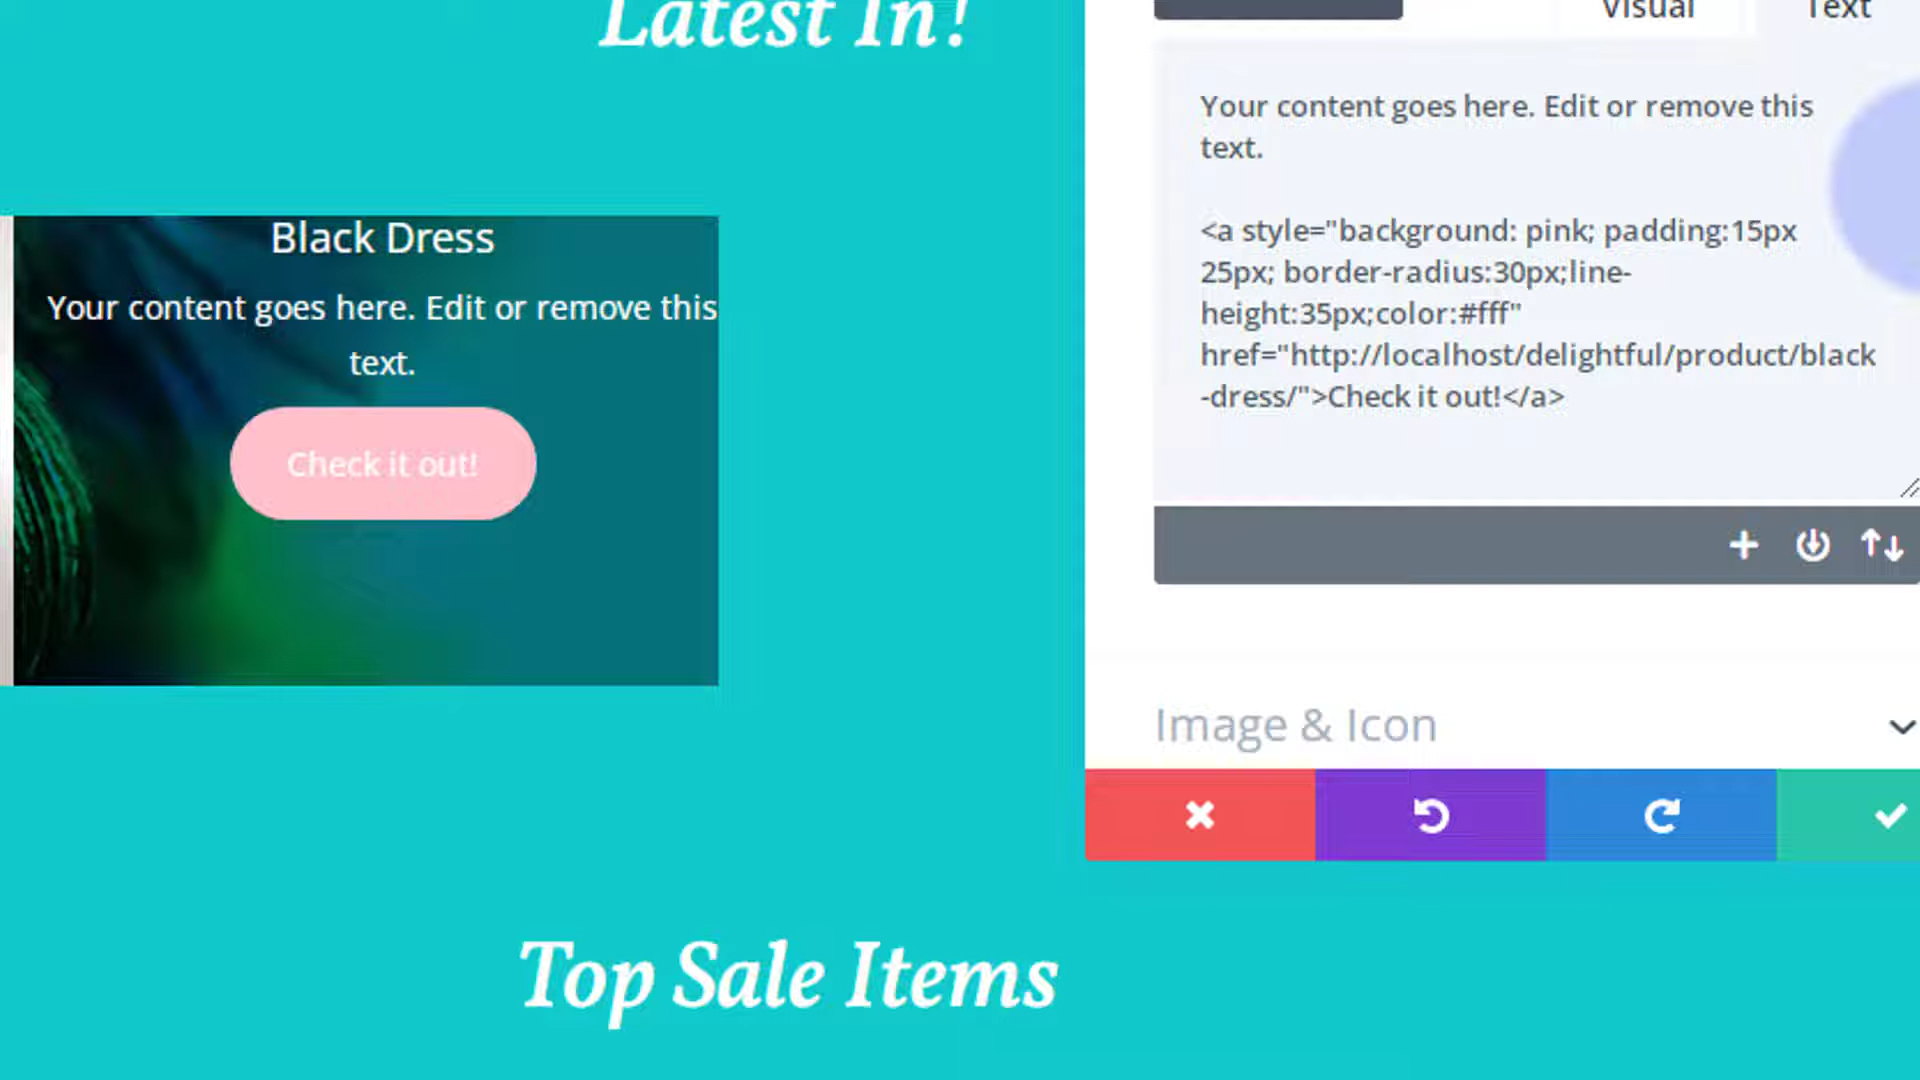 Latest In!
Visual
Text
Your content goes here. Edit or remove this
text.
<a style="background: pink; padding:15px
25px; border-radius:30px;line-
height:35px;color:#fff"
href="http://localhost/delightful/product/black
-dress/">Check it out!</a>
Black Dress
Your content goes here. Edit or remove this
text.
Check it out!
Image & Icon
Top Sale Items